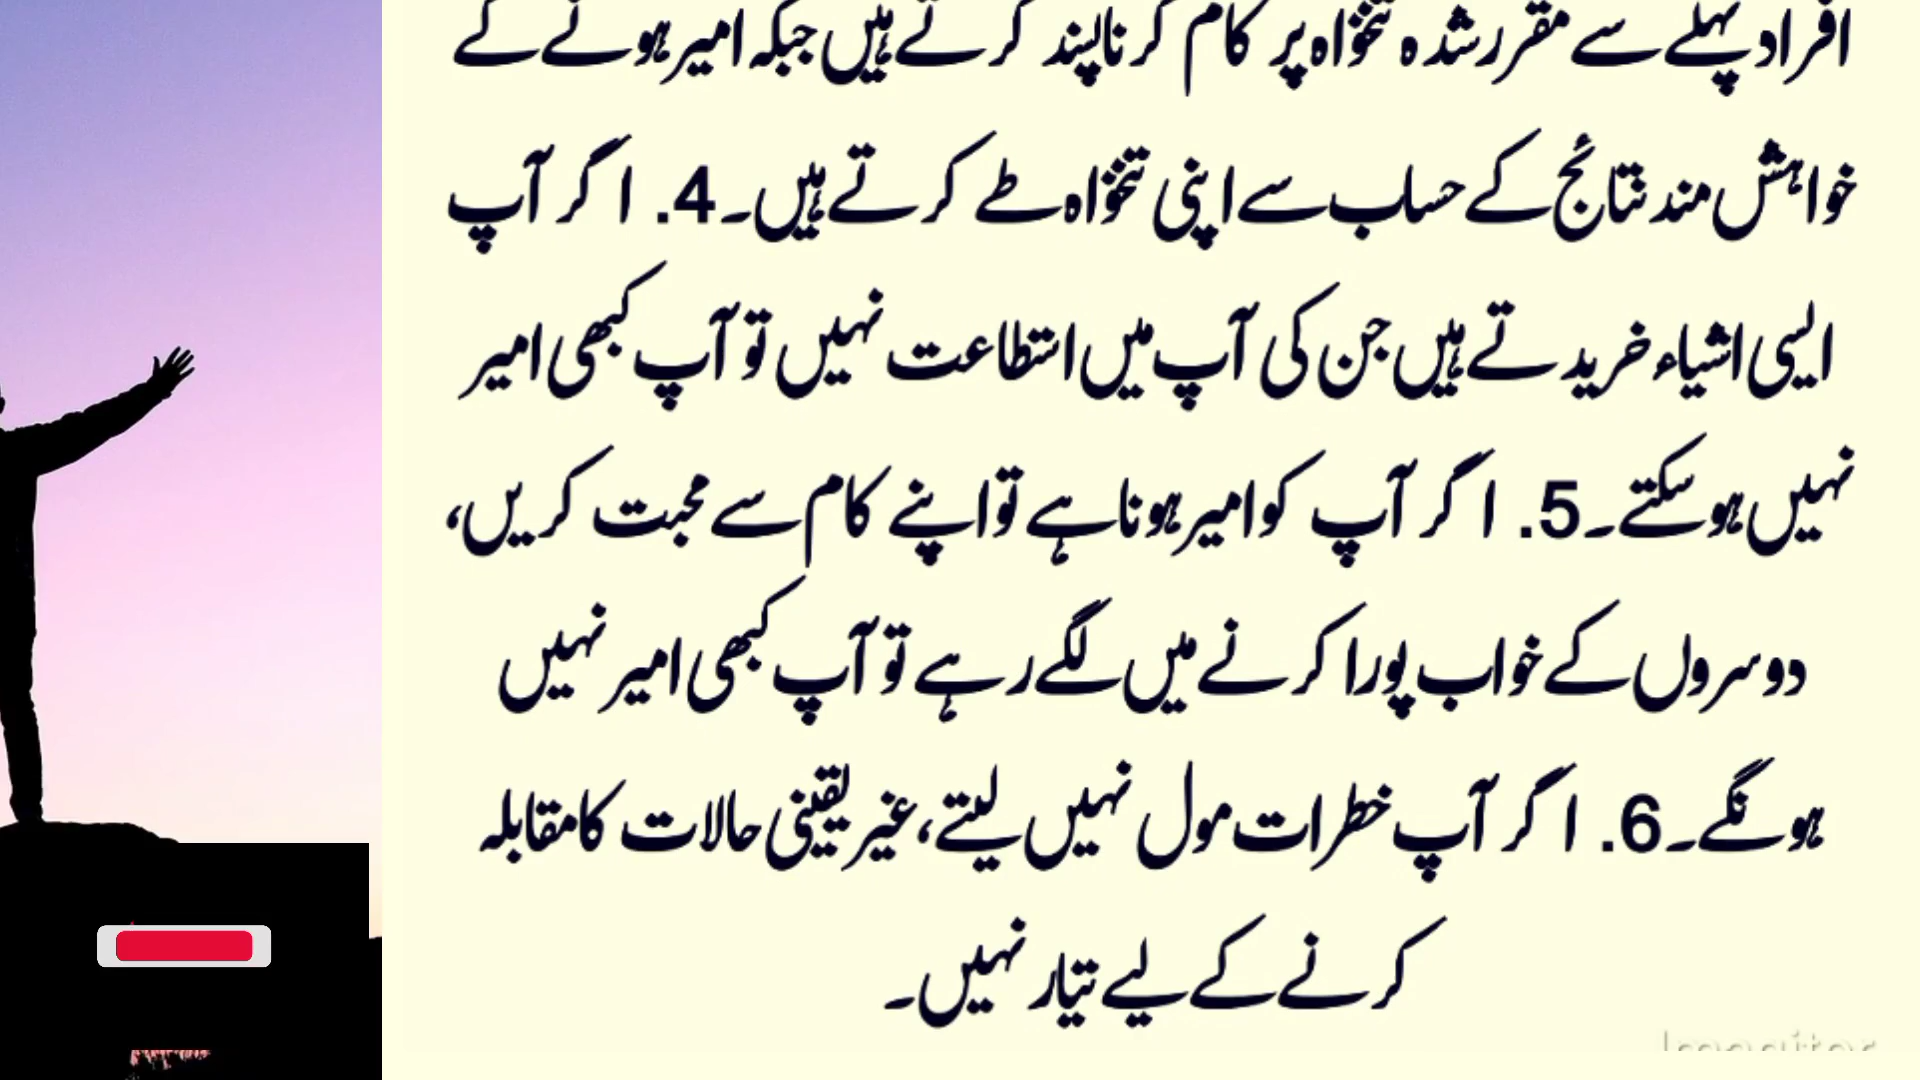 افراد پہلے سے مقرر شدہ تنخواہ پر کام کرنا پسند کرتے ہیں جبکہ امیر ہونے کے
خواہش مند نتائج کے حساب سے اپنی تنخواہ طے کرتے ہیں۔ 4. اگر آپ
ایسی اشیاء خریدتے ہیں جن کی آپ میں استطاعت نہیں تو آپ کبھی امیر
نہیں ہو سکتے۔ 5. اگر آپ کو امیر ہونا ہے تو اپنے کام سے محبت کریں،
دوسروں کے خواب پورا کرنے میں لگے رہے تو آپ کبھی امیر نہیں
ہونگے۔ 6. اگر آپ خطرات مول نہیں لیتے، غیر یقینی حالات کا مقابلہ
کرنے کے لیے تیار نہیں۔